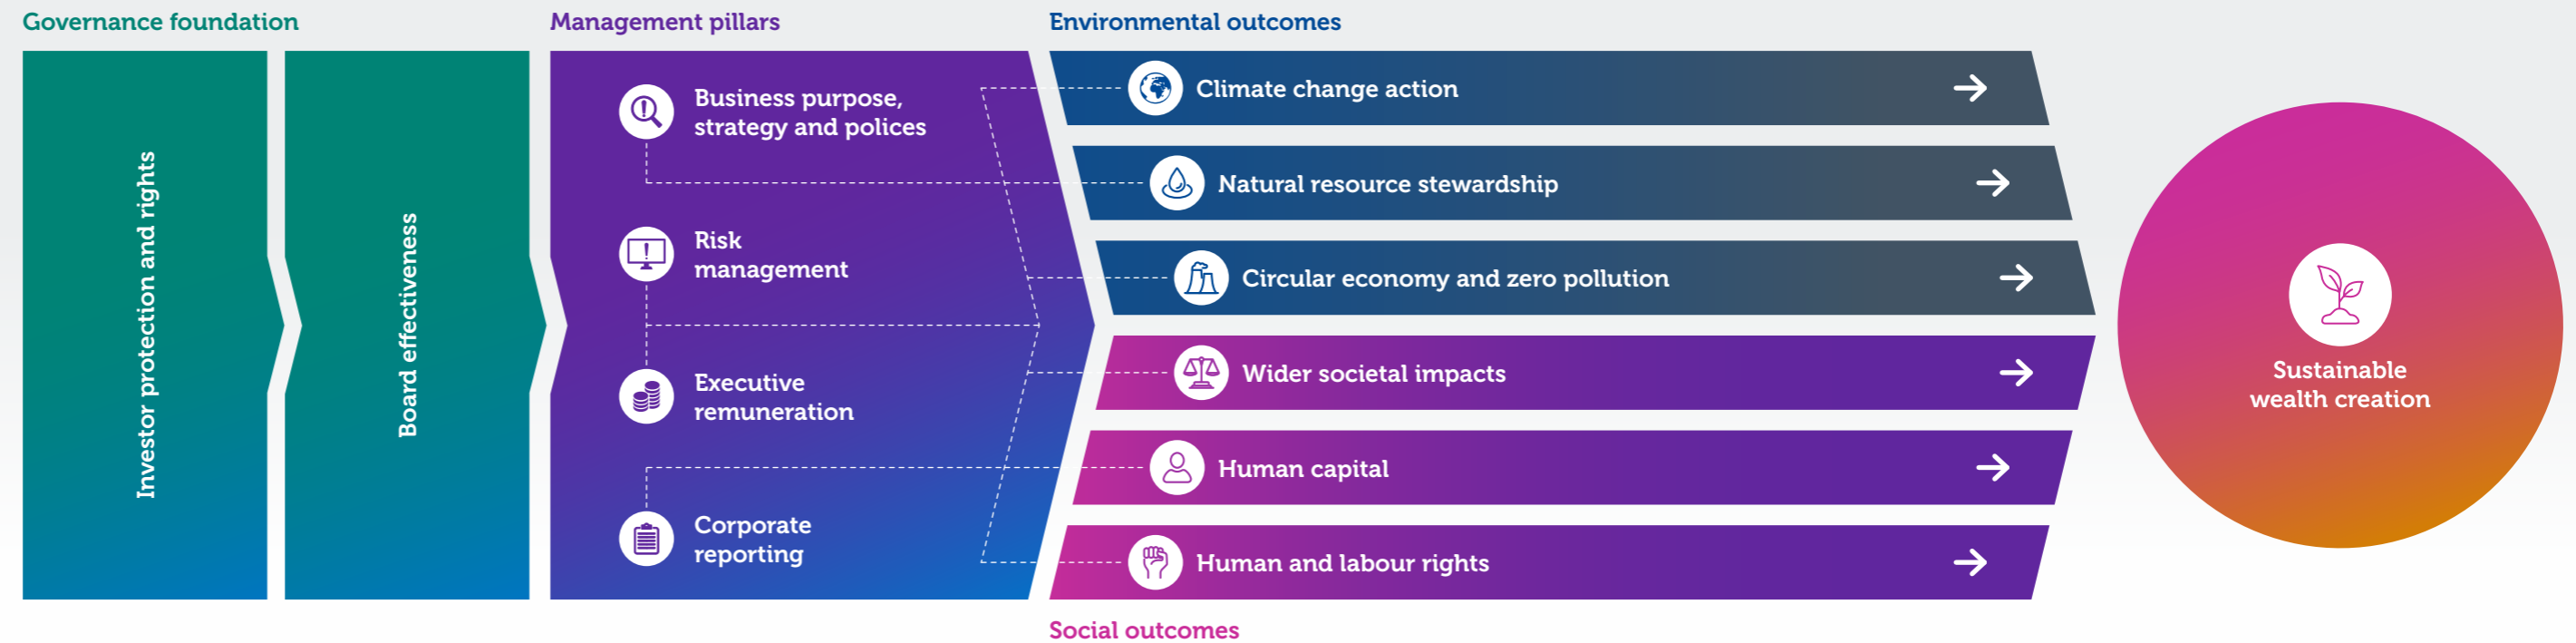 Governance foundation
Investor protection and rights
Board effectiveness
Management pillars
Business purpose,
strategy and polices
Risk
management
Executive
remuneration
Corporate
reporting
Environmental outcomes
Climate change action
Natural resource stewardship
Circular economy and zero pollution
Wider societal impacts
Human capital
Human and labour rights
Social outcomes
Sustainable
wealth creation